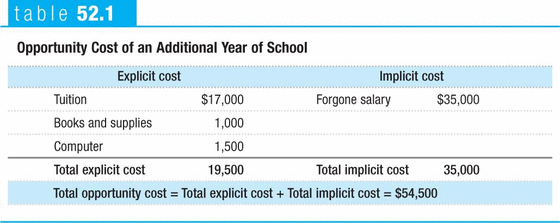 table 52.1
Opportunity Cost of an Additional Year of School
Explicit cost Implicit cost
Tuition $17,000 Forgone salary $35,000
Books and supplies 1,000
Computer 1,500
Total explicit cost 19,500 Total implicit cost 35,000
Total opportunity cost = Total explicit cost + Total implicit cost = $54,500